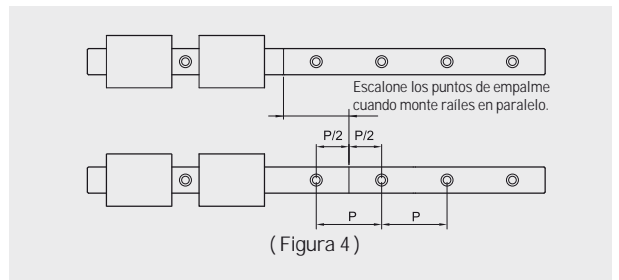 Escalone los puntos de empalme
cuando monte raíles en paralelo.
P/2 P/2
P P
( Figura 4 )